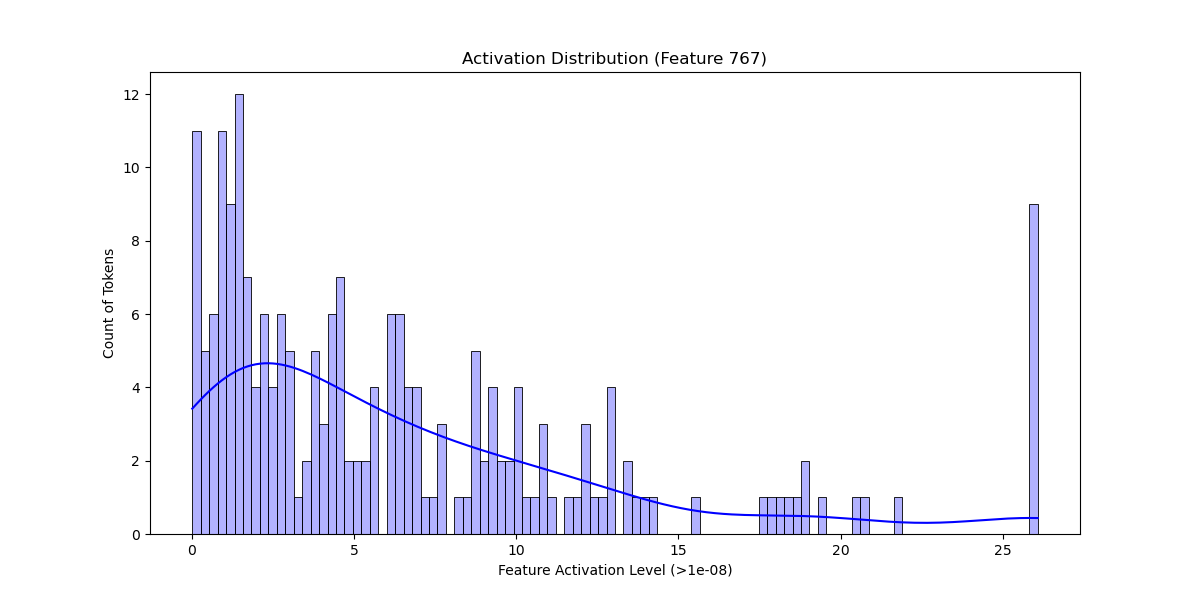 Activation Distribution (Feature 767)
12
10
8
6
4
2
0
Count of Tokens
0 5 10 15 20 25
Feature Activation Level (>1e-08)